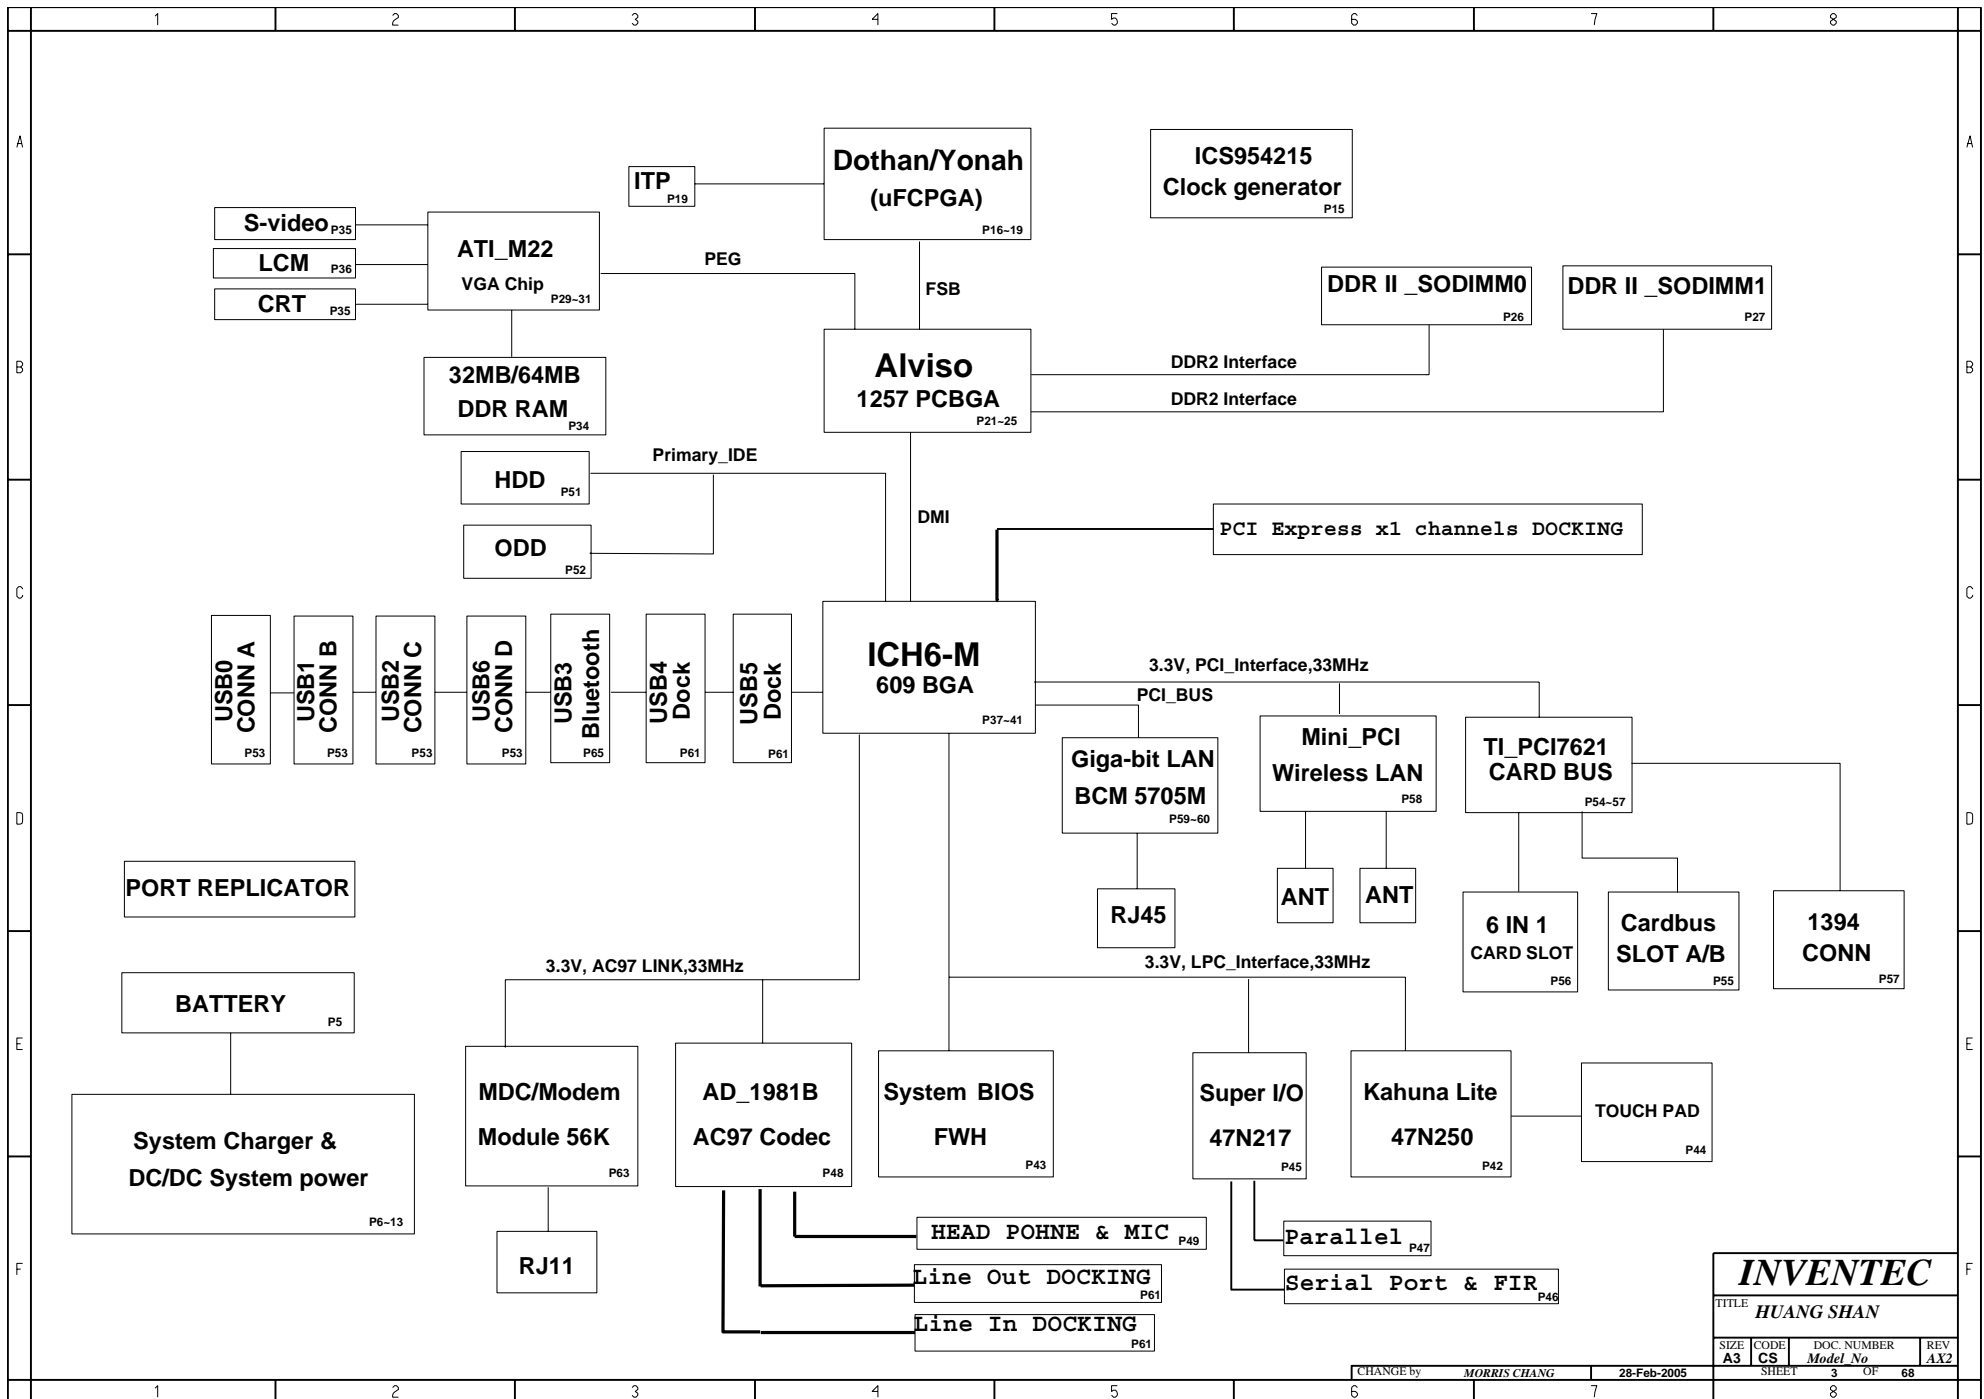 1 2 3 4 5 6 7 8
A
A
B
B
C
C
D
D
E
E
F
F
Dothan/Yonah
(uFCPGA)
P16~19
ITP
P19
ICS954215
Clock generator
P15
S-video P35
LCM P36
CRT P35
ATI_M22
VGA Chip
P29~31
PEG
FSB
DDR II _SODIMM0
P26
DDR II _SODIMM1
P27
32MB/64MB
DDR RAM
P34
Alviso
1257 PCBGA
P21~25
DDR2 Interface
DDR2 Interface
Primary_IDE
HDD
P51
ODD
P52
DMI
PCI Express x1 channels DOCKING
USB0
CONN A
P53
USB1
CONN B
P53
USB2
CONN C
P53
USB6
CONN D
P53
USB3
Bluetooth
P65
USB4
Dock
P61
USB5
Dock
P61
ICH6-M
609 BGA
P37~41
3.3V, PCI_Interface,33MHz
PCI_BUS
Giga-bit LAN
BCM 5705M
P59~60
Mini_PCI
Wireless LAN
P58
TI_PCI7621
CARD BUS
P54~57
RJ45
ANT
ANT
6 IN 1
CARD SLOT
P56
Cardbus
SLOT A/B
P55
1394
CONN
P57
PORT REPLICATOR
BATTERY
P5
System Charger &
DC/DC System power
P6~13
3.3V, AC97 LINK,33MHz
3.3V, LPC_Interface,33MHz
MDC/Modem
Module 56K
P63
AD_1981B
AC97 Codec
P48
System BIOS
FWH
P43
Super I/O
47N217
P45
Kahuna Lite
47N250
P42
TOUCH PAD
P44
RJ11
HEAD POHNE & MIC P49
Line Out DOCKING
P61
Line In DOCKING
P61
Parallel P47
Serial Port & FIR P46
INVENTEC
TITLE HUANG SHAN
SIZE CODE DOC. NUMBER REV
A3 CS Model_No AX2
CHANGE by MORRIS CHANG 28-Feb-2005 SHEET 3 OF 68
1 2 3 4 5 6 7 8